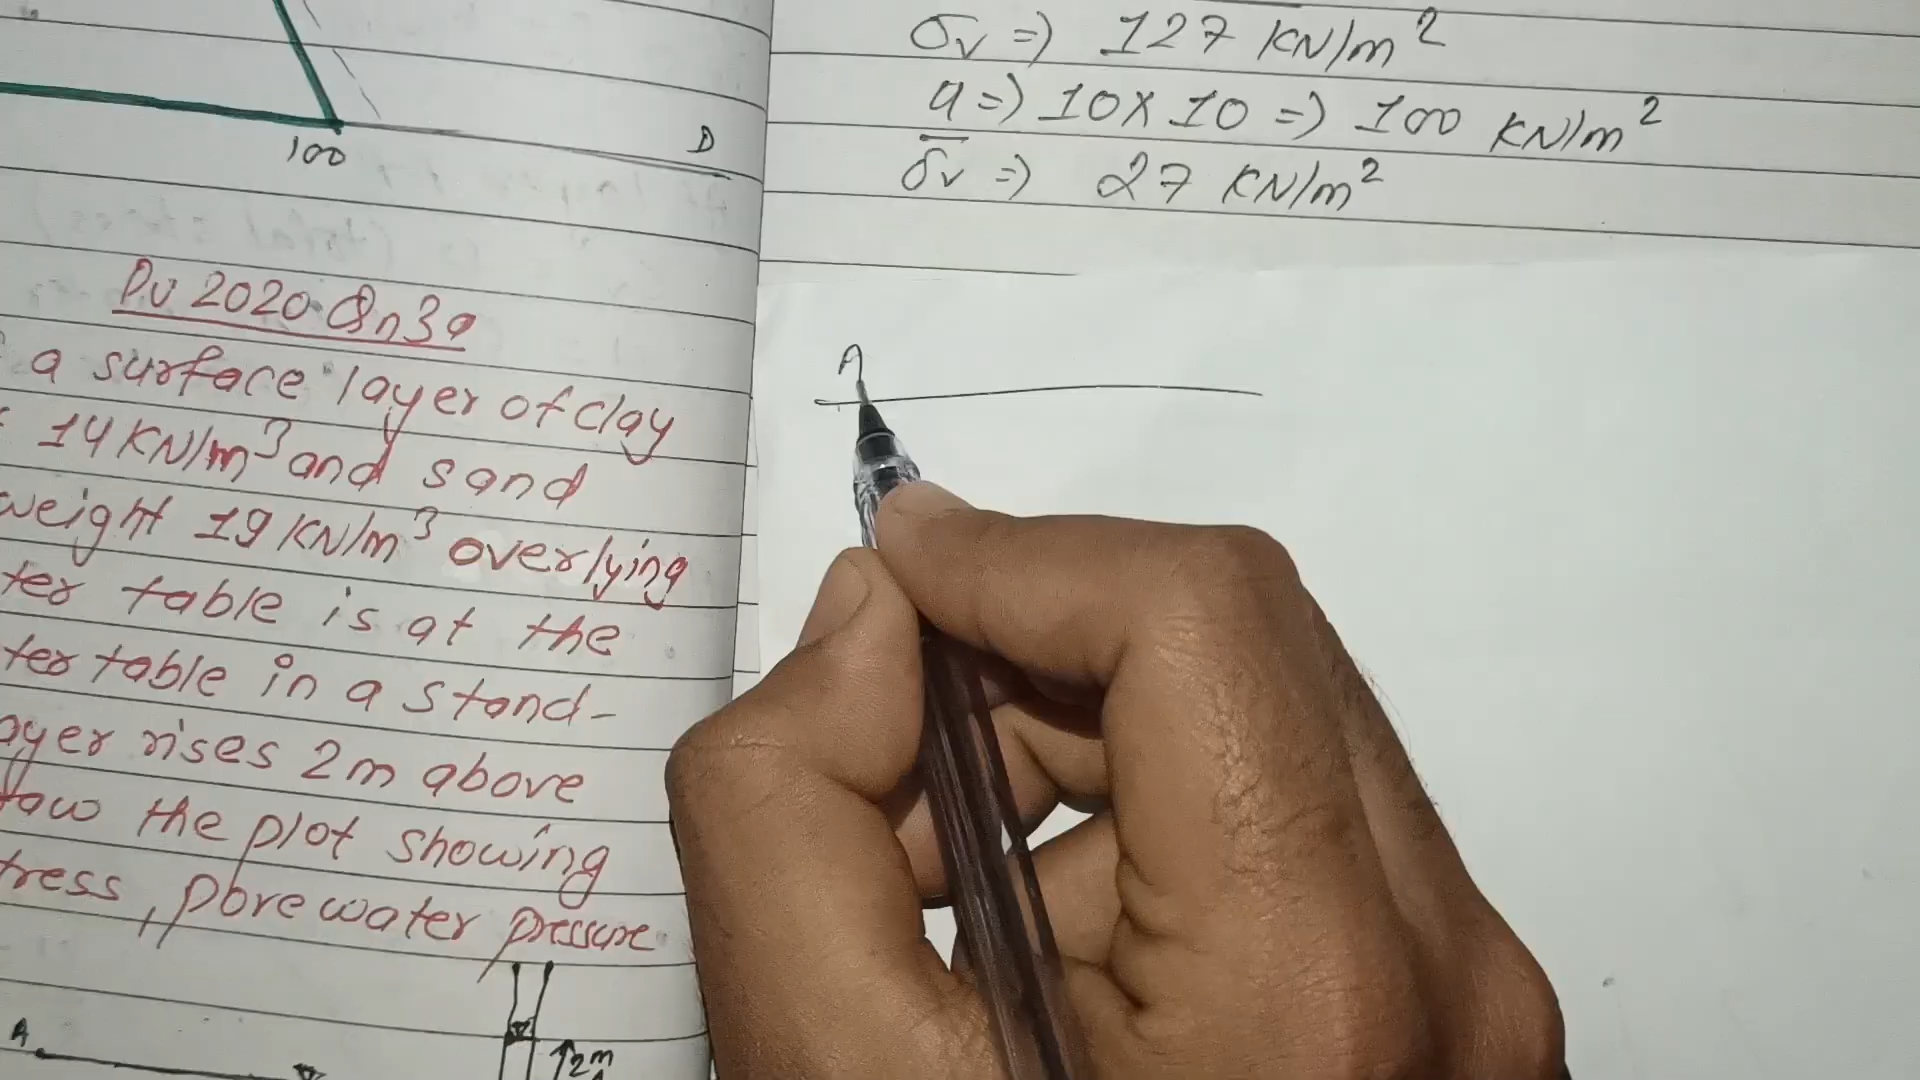 100
D
PU 2020 Qn3a
a surface layer of clay
14 KN/m³ and sand
weight 19 KN/m³ overlying
ter table is at the
ter table in a stand-
ayer rises 2m above
raw the plot showing
tress, pore water pressure
A
2m
σv => 127 KN/m²
u => 10 X 10 => 100 KN/m²
σ̅v => 27 KN/m²
A